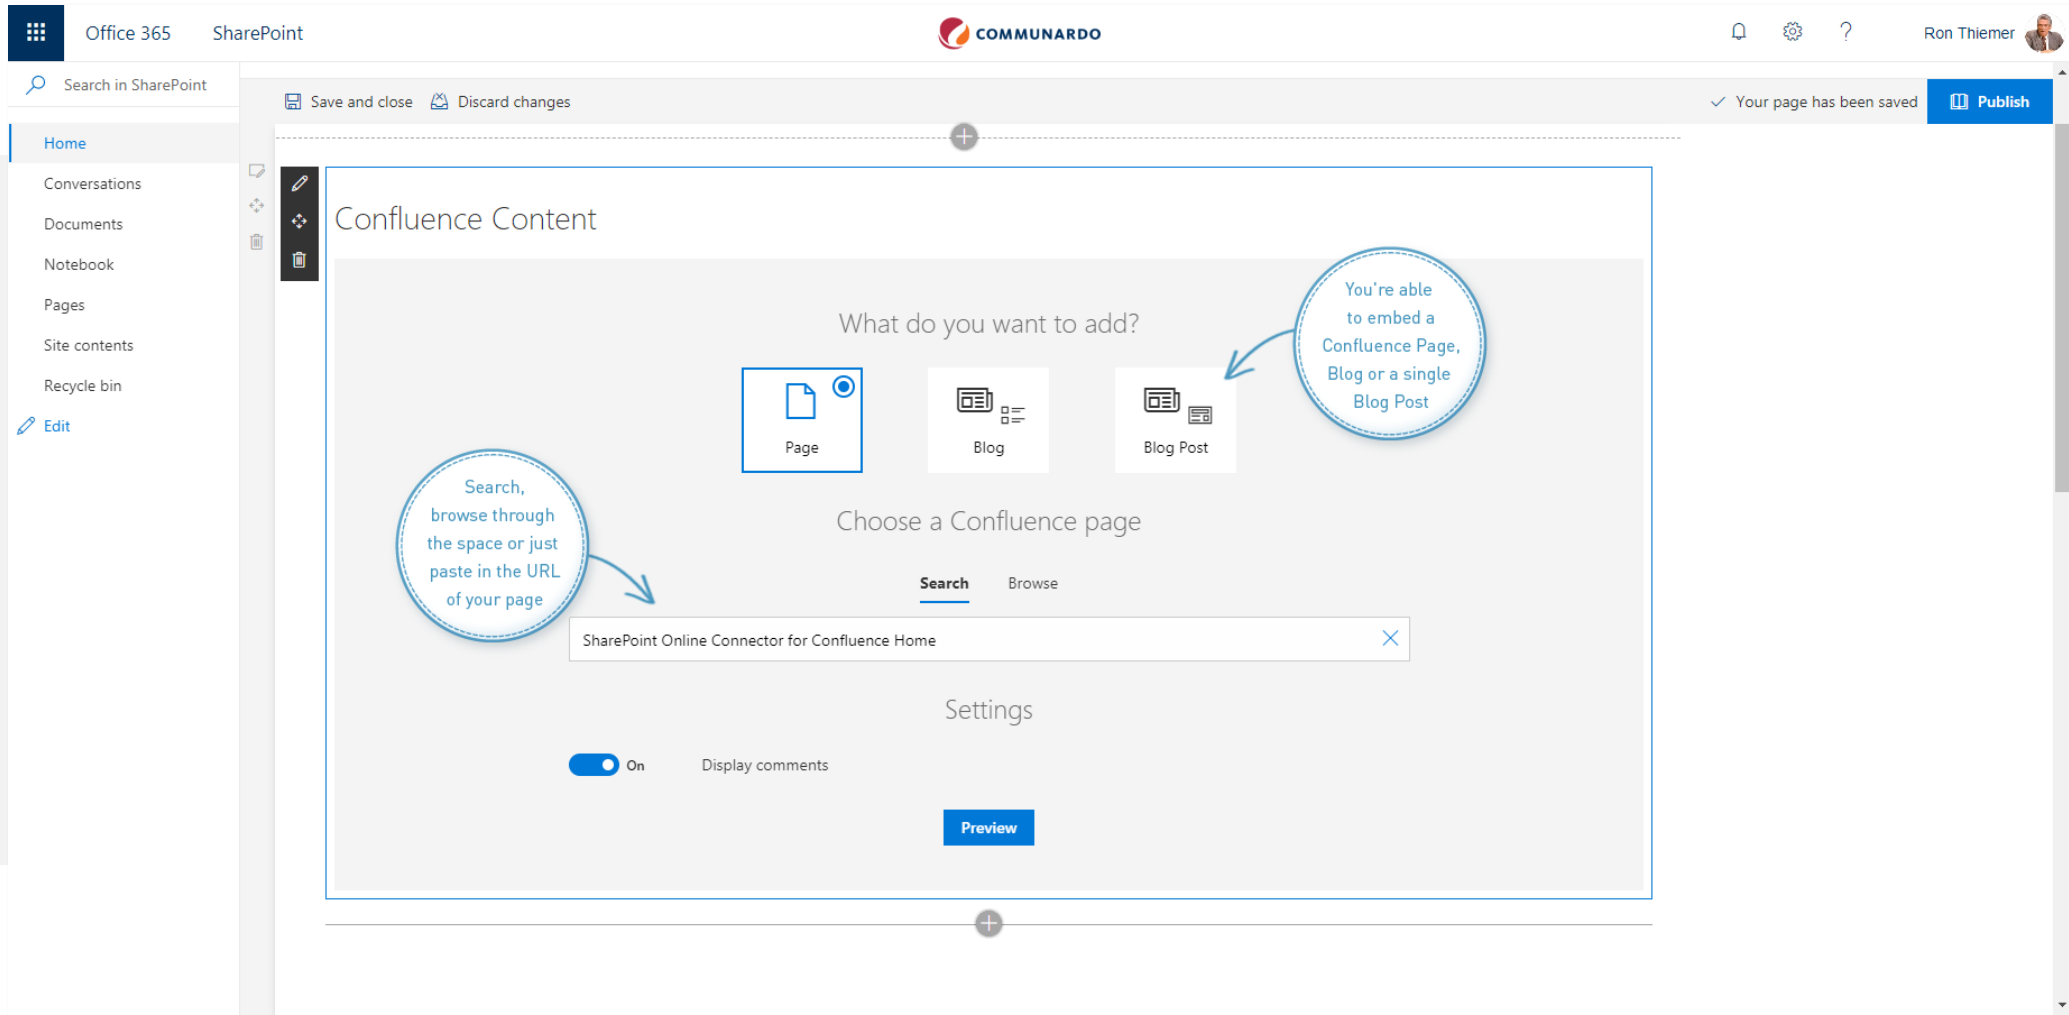 Office 365
SharePoint
COMMUNARDO
?
Ron Thiemer
Search in SharePoint
Save and close
Discard changes
Your page has been saved
Publish
Home
Conversations
Documents
Notebook
Pages
Site contents
Recycle bin
Edit
Confluence Content
What do you want to add?
Page
Blog
Blog Post
You're able
to embed a
Confluence Page,
Blog or a single
Blog Post
Search,
browse through
the space or just
paste in the URL
of your page
Choose a Confluence page
Search
Browse
SharePoint Online Connector for Confluence Home
Settings
On
Display comments
Preview